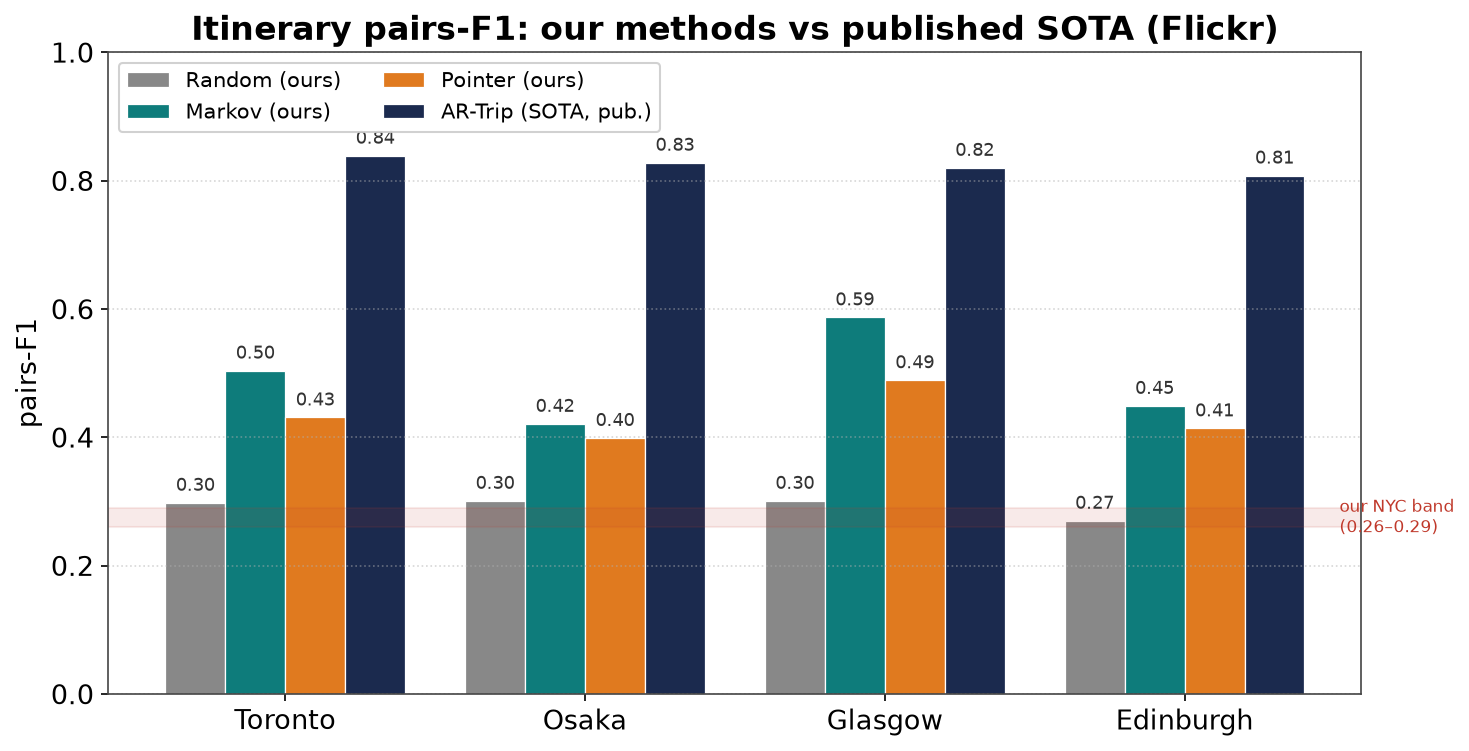 Itinerary pairs-F1: our methods vs published SOTA (Flickr)
Random (ours)
Markov (ours)
Pointer (ours)
AR-Trip (SOTA, pub.)
pairs-F1
1.0
0.8
0.6
0.4
0.2
0.0
0.30
0.50
0.43
0.84
0.30
0.42
0.40
0.83
0.30
0.59
0.49
0.82
0.27
0.45
0.41
0.81
our NYC band
(0.26–0.29)
Toronto
Osaka
Glasgow
Edinburgh